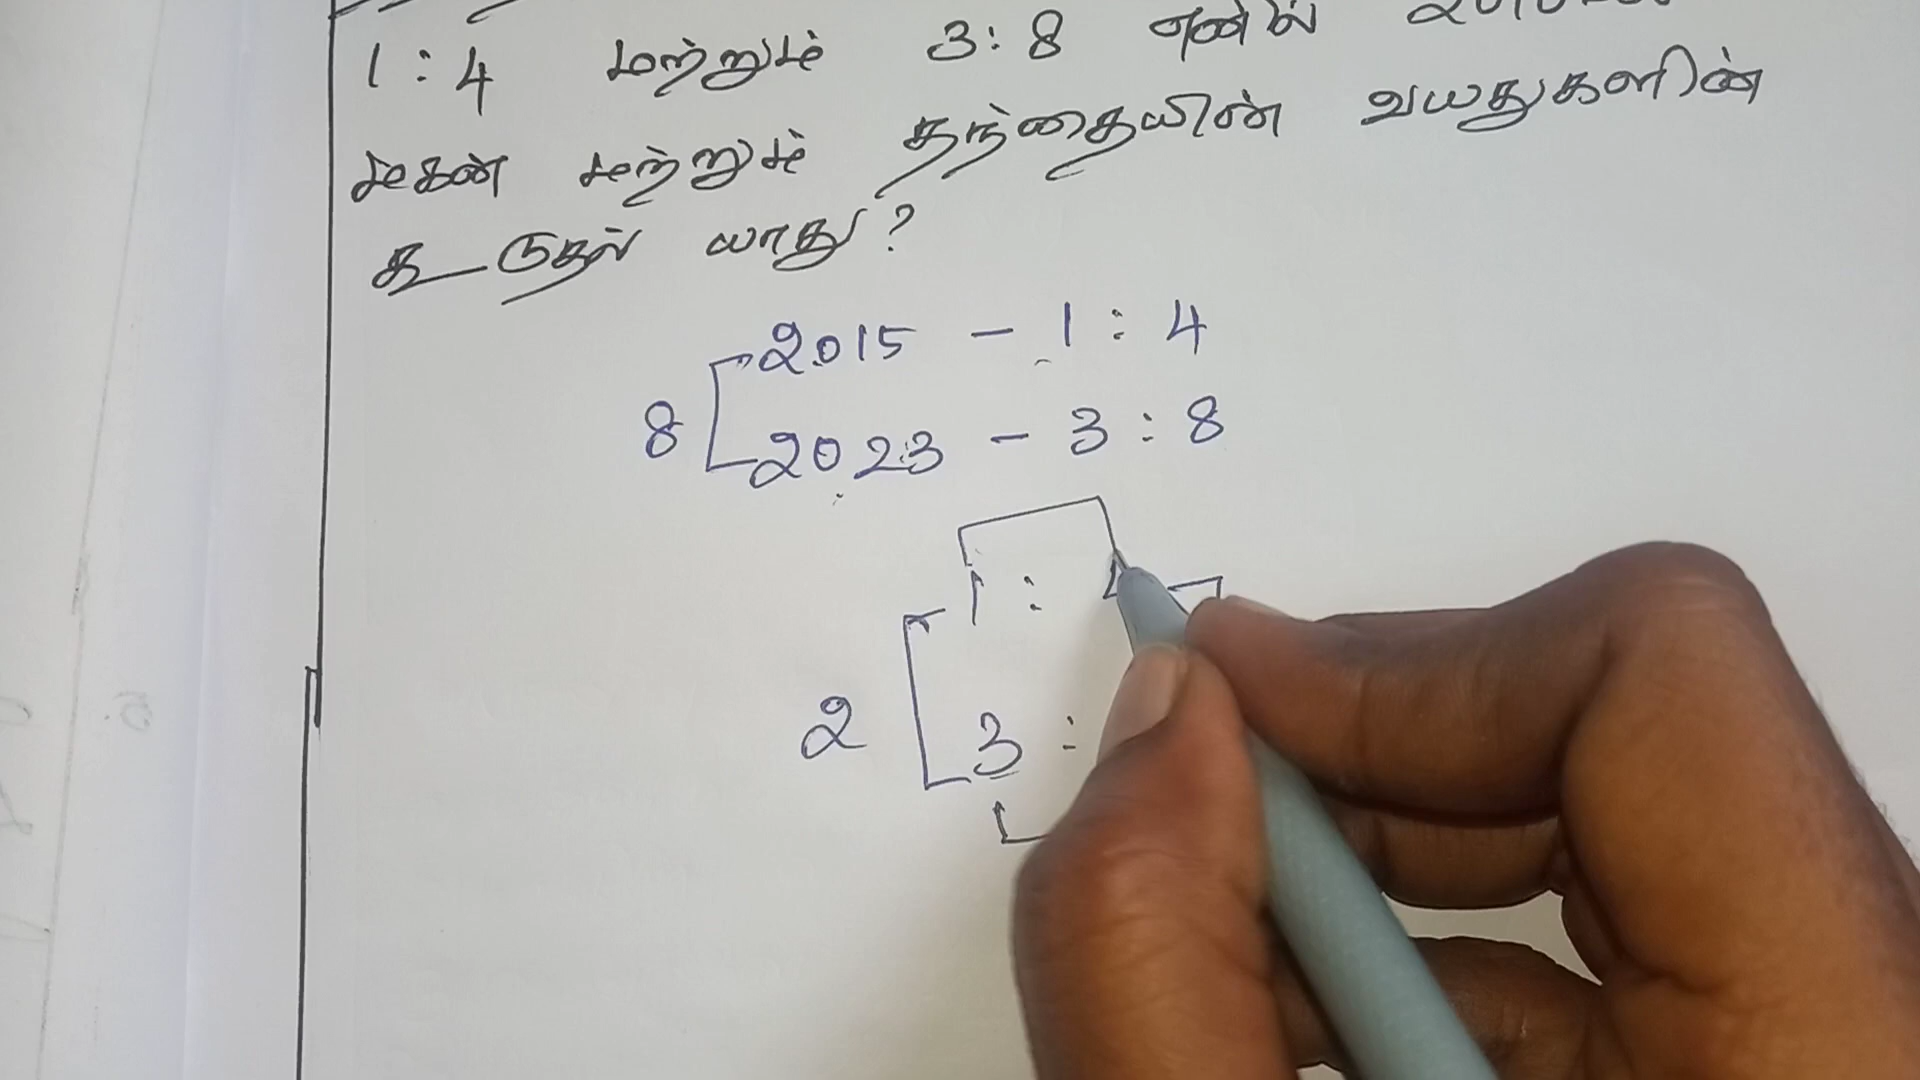 1 : 4 மற்றும் 3 : 8 எனில்
மகன் மற்றும் தந்தையின் வயதுகளின்
கூடுதல் யாது?
2015 - 1 : 4
8
2023 - 3 : 8
1 :
2
3 :